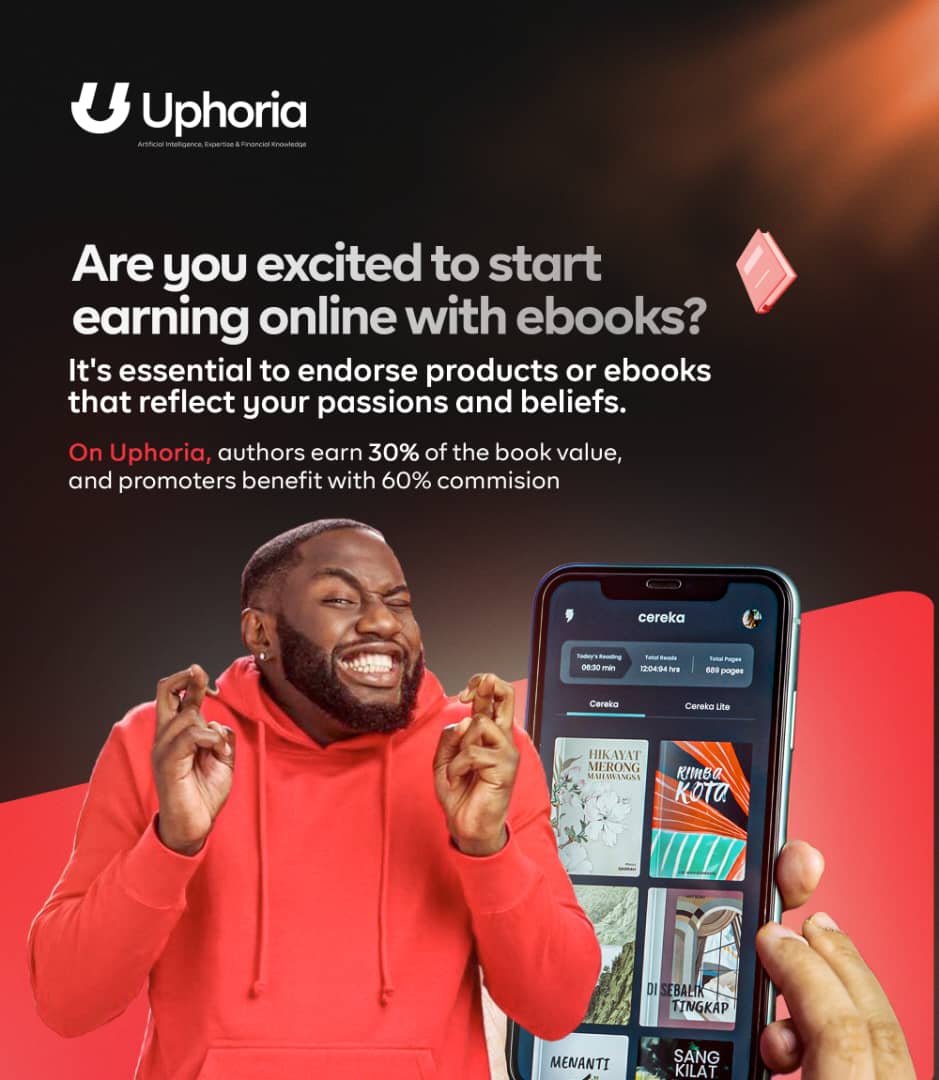 Uphoria
Artificial Intelligence, Expertise & Financial Knowledge
Are you excited to start
earning online with ebooks?
It's essential to endorse products or ebooks
that reflect your passions and beliefs.
On Uphoria, authors earn 30% of the book value,
and promoters benefit with 60% commision
cereka
Today's Reading
06:30 min
Total Reads
12:04:94 hrs
Total Pages
689 pages
Cereka
Cereka Lite
HIKAYAT
MERONG
MAHAWANGSA
RIMBA
KOTA
DI SEBALIK
TINGKAP
MENANTI
SANG
KILAT